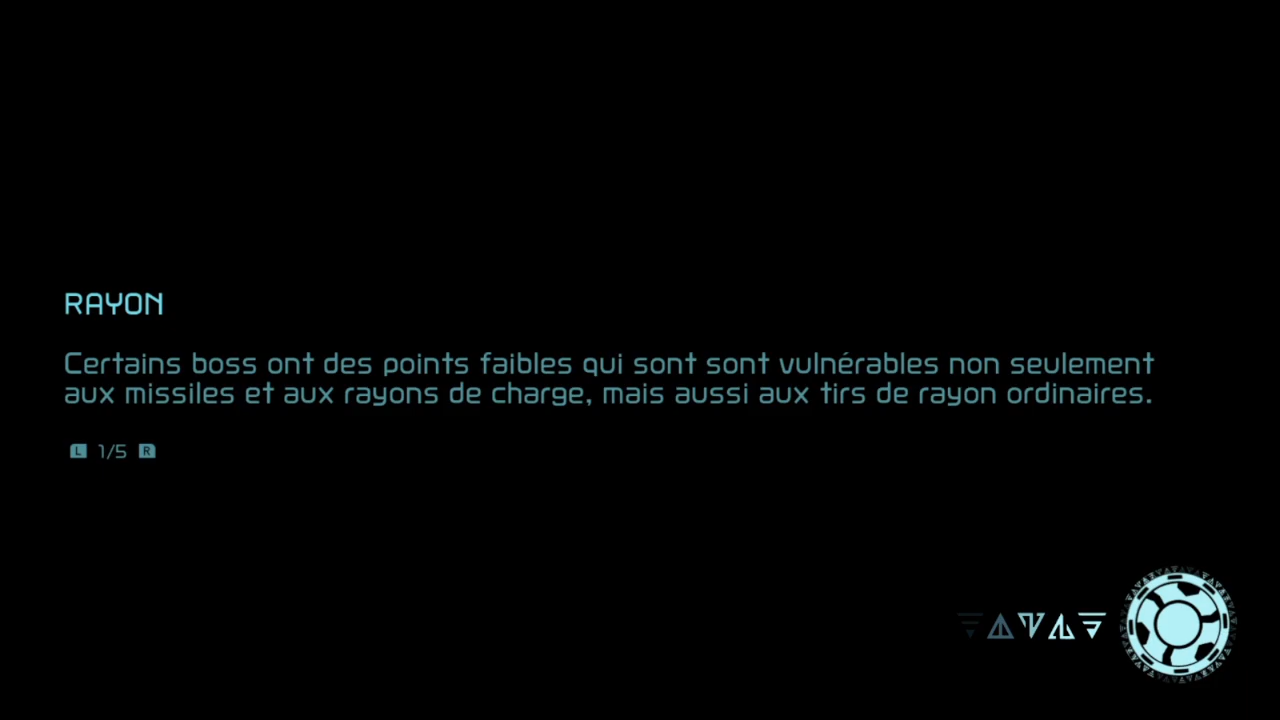 RAYON
Certains boss ont des points faibles qui sont sont vulnérables non seulement
aux missiles et aux rayons de charge, mais aussi aux tirs de rayon ordinaires.
L 1/5 R